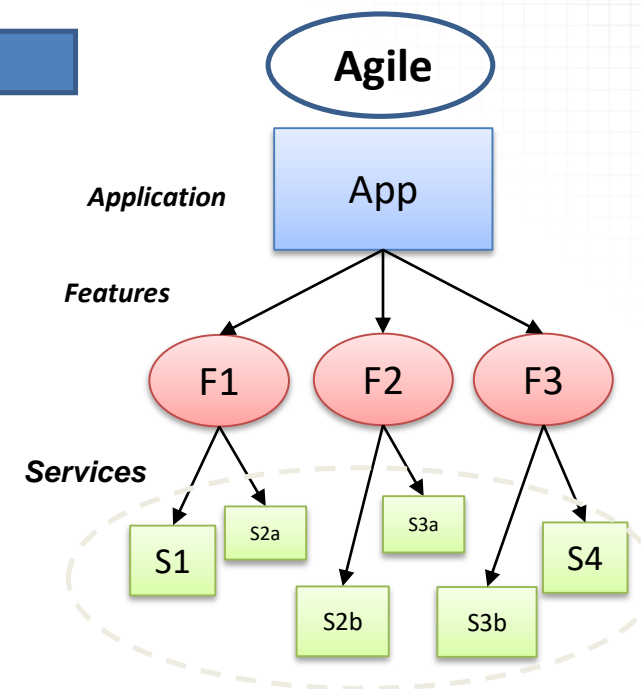 Agile
Application
App
Features
F1
F2
F3
Services
S1
S2a
S3a
S4
S2b
S3b